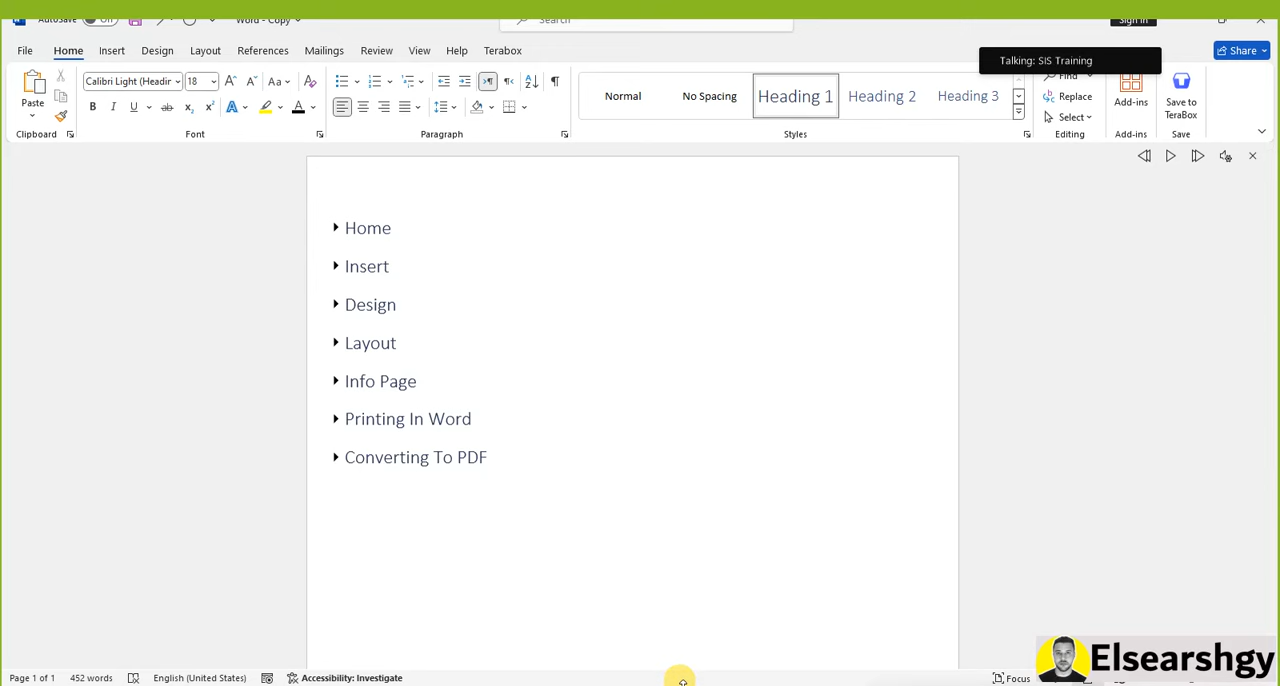 AutoSave Off Word - Copy Search Sign in
File Home Insert Design Layout References Mailings Review View Help Terabox Share
Talking: SIS Training
Calibri Light (Headir 18 Aa Find
Paste Normal No Spacing Heading 1 Heading 2 Heading 3 Replace Add-ins Save to TeraBox
B I U ab x₂ x² A A Select
Clipboard Font Paragraph Styles Editing Add-ins Save
Home
Insert
Design
Layout
Info Page
Printing In Word
Converting To PDF
Elsearshgy
Page 1 of 1 452 words English (United States) Accessibility: Investigate Focus